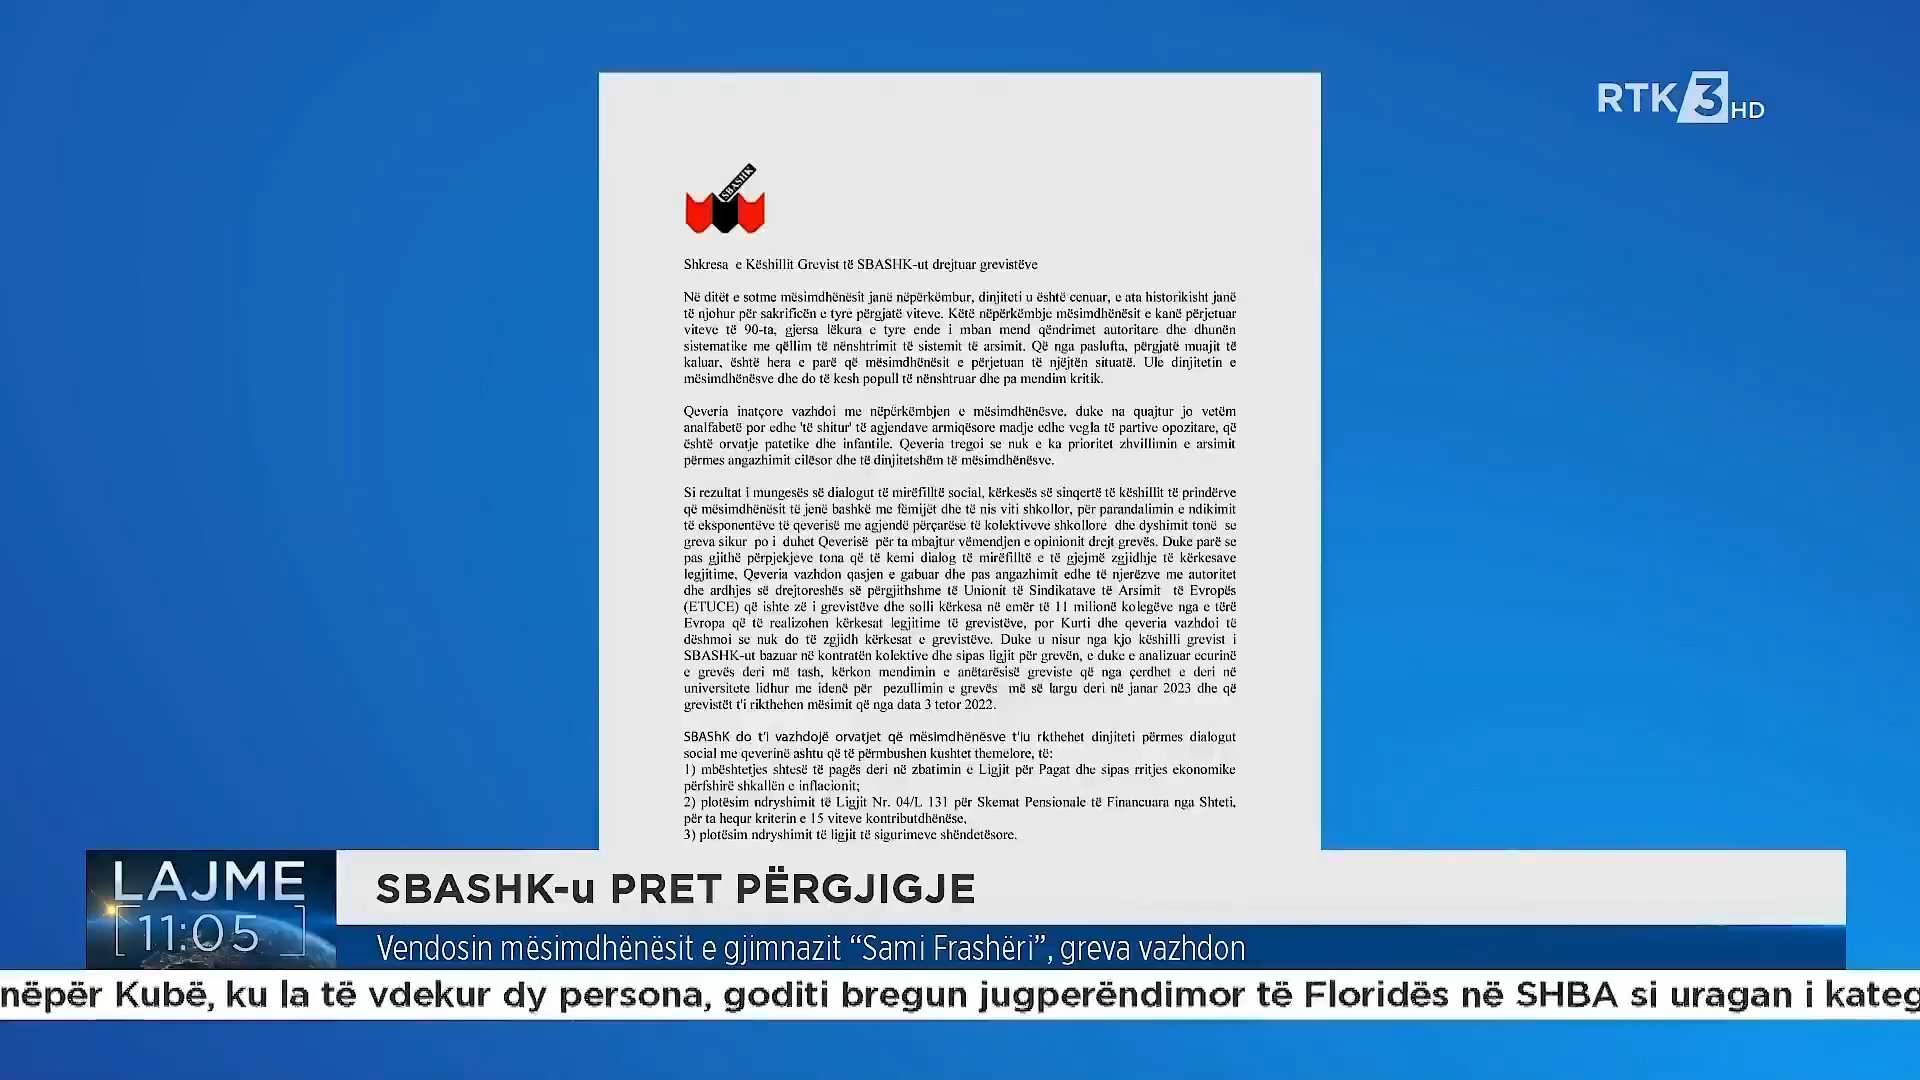 RTK 3 HD
SBASHK
Shkresa e Këshillit Grevist të SBASHK-ut drejtuar grevistëve
Në ditët e sotme mësimdhënësit janë nëpërkëmbur, dinjiteti u është cenuar, e ata historikisht janë
të njohur për sakrificën e tyre përgjatë viteve. Këtë nëpërkëmbje mësimdhënësit e kanë përjetuar
viteve të 90-ta, gjersa lëkura e tyre ende i mban mend qëndrimet autoritare dhe dhunën
sistematike me qëllim të nënshtrimit të sistemit të arsimit. Që nga paslufta, përgjatë muajit të
kaluar, është hera e parë që mësimdhënësit e përjetuan të njëjtën situatë. Ule dinjitetin e
mësimdhënësve dhe do të kesh popull të nënshtruar dhe pa mendim kritik.
Qeveria inatçore vazhdoi me nëpërkëmbjen e mësimdhënësve, duke na quajtur jo vetëm
analfabetë por edhe 'të shitur' të agjendave armiqësore madje edhe vegla të partive opozitare, që
është orvatje patetike dhe infantile. Qeveria tregoi se nuk e ka prioritet zhvillimin e arsimit
përmes angazhimit cilësor dhe të dinjitetshëm të mësimdhënësve.
Si rezultat i mungesës së dialogut të mirëfilltë social, kërkesës së sinqertë të këshillit të prindërve
që mësimdhënësit të jenë bashkë me fëmijët dhe të nis viti shkollor, për parandalimin e ndikimit
të eksponentëve të qeverisë me agjendë përçarëse të kolektiveve shkollore dhe dyshimit tonë se
greva sikur po i duhet Qeverisë për ta mbajtur vëmendjen e opinionit drejt grevës. Duke parë se
pas gjithë përpjekjeve tona që të kemi dialog të mirëfilltë e të gjejmë zgjidhje të kërkesave
legjitime, Qeveria vazhdon qasjen e gabuar dhe pas angazhimit edhe të njerëzve me autoritet
dhe ardhjes së drejtoreshës së përgjithshme të Unionit të Sindikatave të Arsimit të Evropës
(ETUCE) që ishte zë i grevistëve dhe solli kërkesa në emër të 11 milionë kolegëve nga e tërë
Evropa që të realizohen kërkesat legjitime të grevistëve, por Kurti dhe qeveria vazhdoi të
dëshmoi se nuk do të zgjidh kërkesat e grevistëve. Duke u nisur nga kjo këshilli grevist i
SBASHK-ut bazuar në kontratën kolektive dhe sipas ligjit për grevën, e duke e analizuar ecurinë
e grevës deri më tash, kërkon mendimin e anëtarësisë greviste që nga çerdhet e deri në
universitete lidhur me idenë për pezullimin e grevës më së largu deri në janar 2023 dhe që
grevistët t'i rikthehen mësimit që nga data 3 tetor 2022.
SBAShK do t'i vazhdojë orvatjet që mësimdhënësve t'iu rkthehet dinjiteti përmes dialogut
social me qeverinë ashtu që të përmbushen kushtet themelore, të:
1) mbështetjes shtesë të pagës deri në zbatimin e Ligjit për Pagat dhe sipas rritjes ekonomike
përfshirë shkallën e inflacionit;
2) plotësim ndryshimit të Ligjit Nr. 04/L 131 për Skemat Pensionale të Financuara nga Shteti,
për ta hequr kriterin e 15 viteve kontributdhënëse,
3) plotësim ndryshimit të ligjit të sigurimeve shëndetësore.
LAJME
11:05
SBASHK-u PRET PËRGJIGJE
Vendosin mësimdhënësit e gjimnazit “Sami Frashëri”, greva vazhdon
nëpër Kubë, ku la të vdekur dy persona, goditi bregun jugperëndimor të Floridës në SHBA si uragan i kateg